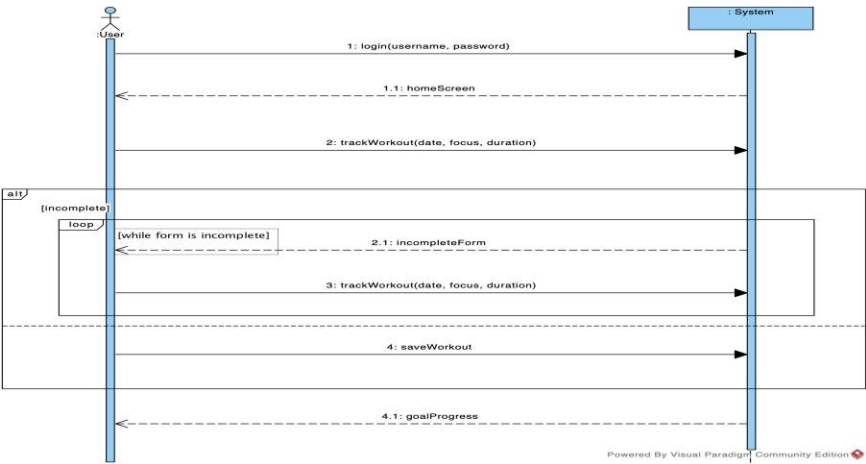 : System
:User
1: login(username, password)
1.1: homeScreen
2: trackWorkout(date, focus, duration)
alt
[incomplete]
loop
[while form is incomplete]
2.1: incompleteForm
3: trackWorkout(date, focus, duration)
4: saveWorkout
4.1: goalProgress
Powered By Visual Paradigm Community Edition